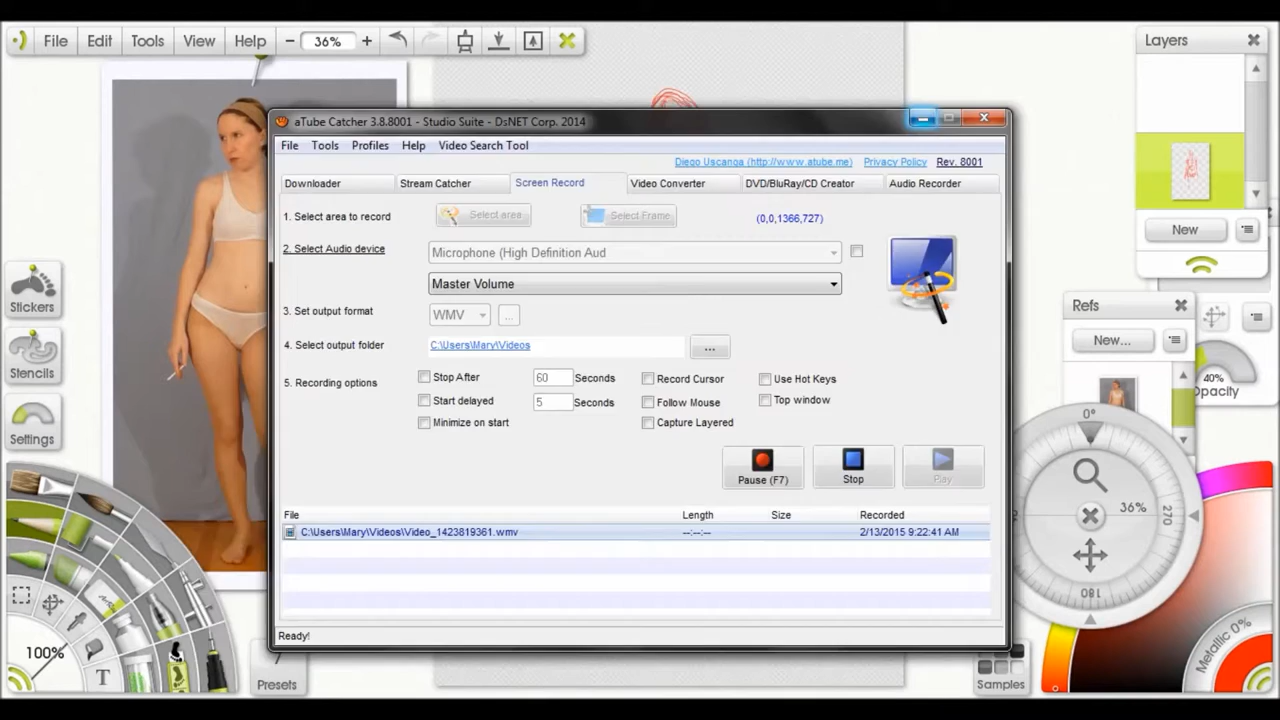 File Edit Tools View Help − 36% +
Layers
aTube Catcher 3.8.8001 - Studio Suite - DsNET Corp. 2014
File Tools Profiles Help Video Search Tool
Diego Uscanga (http://www.atube.me) Privacy Policy Rev. 8001
Downloader Stream Catcher Screen Record Video Converter DVD/BluRay/CD Creator Audio Recorder
1. Select area to record Select area Select Frame (0,0,1366,727)
2. Select Audio device Microphone (High Definition Aud
Master Volume
3. Set output format WMV ...
4. Select output folder C:\Users\Mary\Videos ...
5. Recording options
Stop After 60 Seconds Record Cursor Use Hot Keys
Start delayed 5 Seconds Follow Mouse Top window
Minimize on start Capture Layered
Pause (F7) Stop Play
File Length Size Recorded
C:\Users\Mary\Videos\Video_1423819361.wmv --:--:-- 2/13/2015 9:22:41 AM
Ready!
Stickers
Stencils
Settings
100%
T
Presets
New
Refs
New...
40%
Opacity
0°
36%
270
180
Metallic 0%
Samples